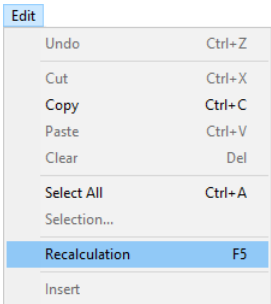 Edit
Undo Ctrl+Z
Cut Ctrl+X
Copy Ctrl+C
Paste Ctrl+V
Clear Del
Select All Ctrl+A
Selection...
Recalculation F5
Insert